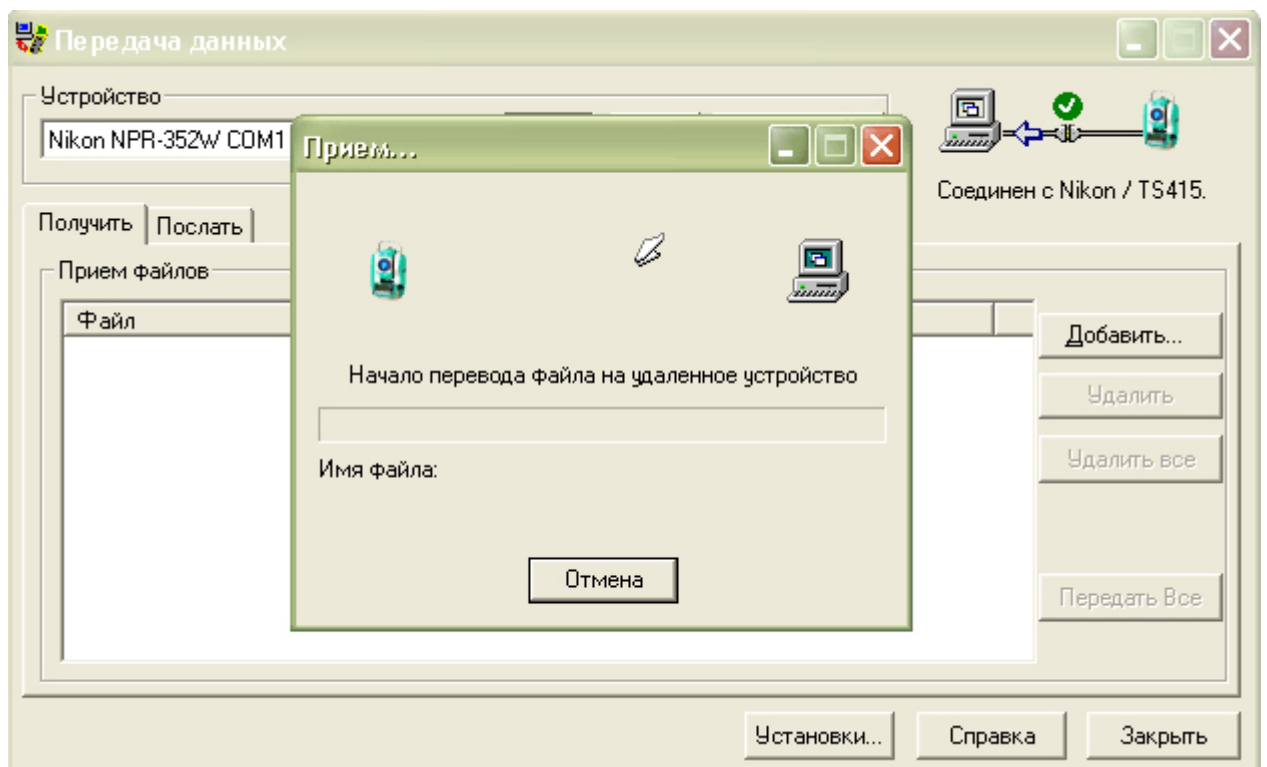 Передача данных
Устройство
Nikon NPR-352W COM1
Соединен с Nikon / TS415.
Получить
Послать
Прием файлов
Файл
Добавить...
Удалить
Удалить все
Передать Все
Прием...
Начало перевода файла на удаленное устройство
Имя файла:
Отмена
Установки...
Справка
Закрыть